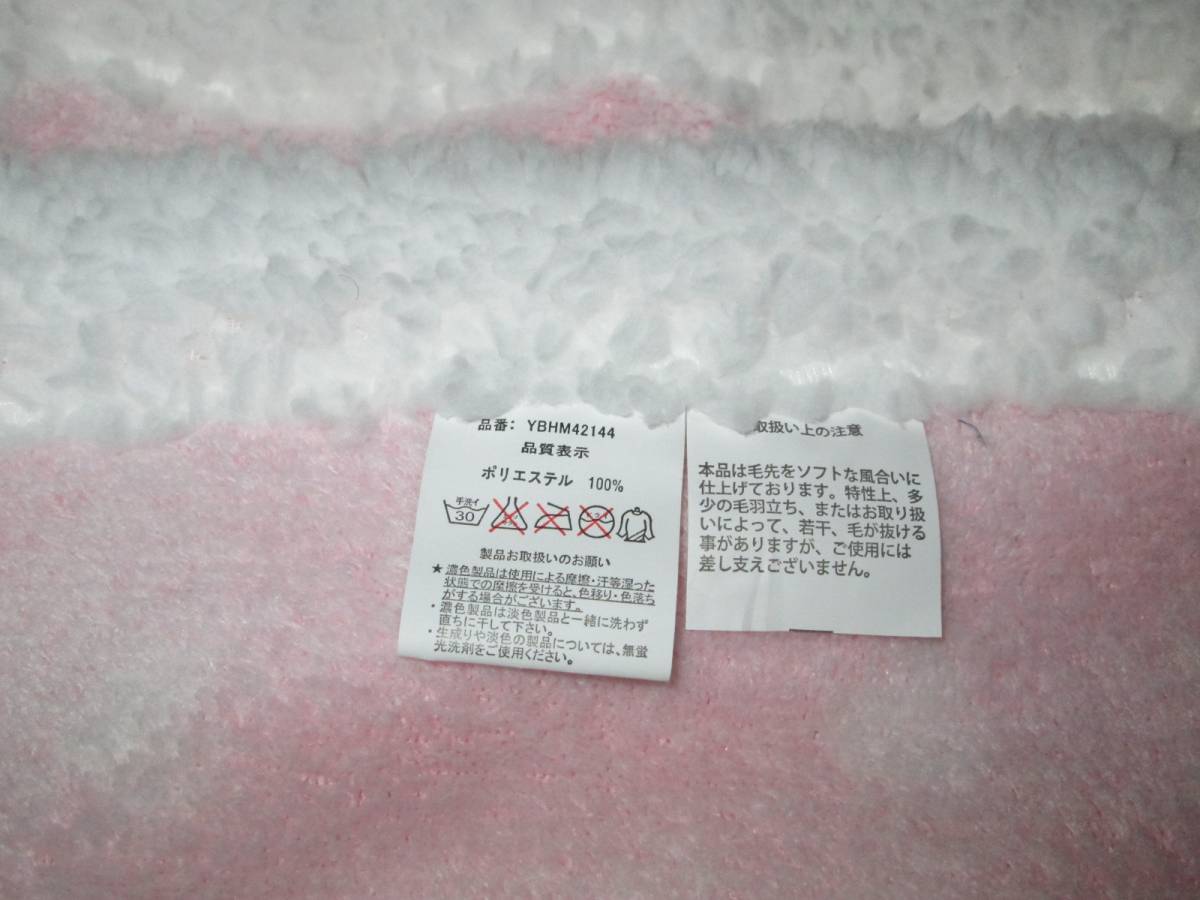 品番: YBHM42144
品質表示
ポリエステル 100%
手洗イ
30
製品お取扱いのお願い
★ 濃色製品は使用による摩擦・汗等湿った
状態での摩擦を受けると、色移り・色落ち
がする場合がございます。
・濃色製品は淡色製品と一緒に洗わず
直ちに干して下さい。
・生成りや淡色の製品については、無蛍
光洗剤をご使用ください。
取扱い上の注意
本品は毛先をソフトな風合いに
仕上げております。特性上、多
少の毛羽立ち、またはお取り扱
いによって、若干、毛が抜ける
事がありますが、ご使用には
差し支えございません。